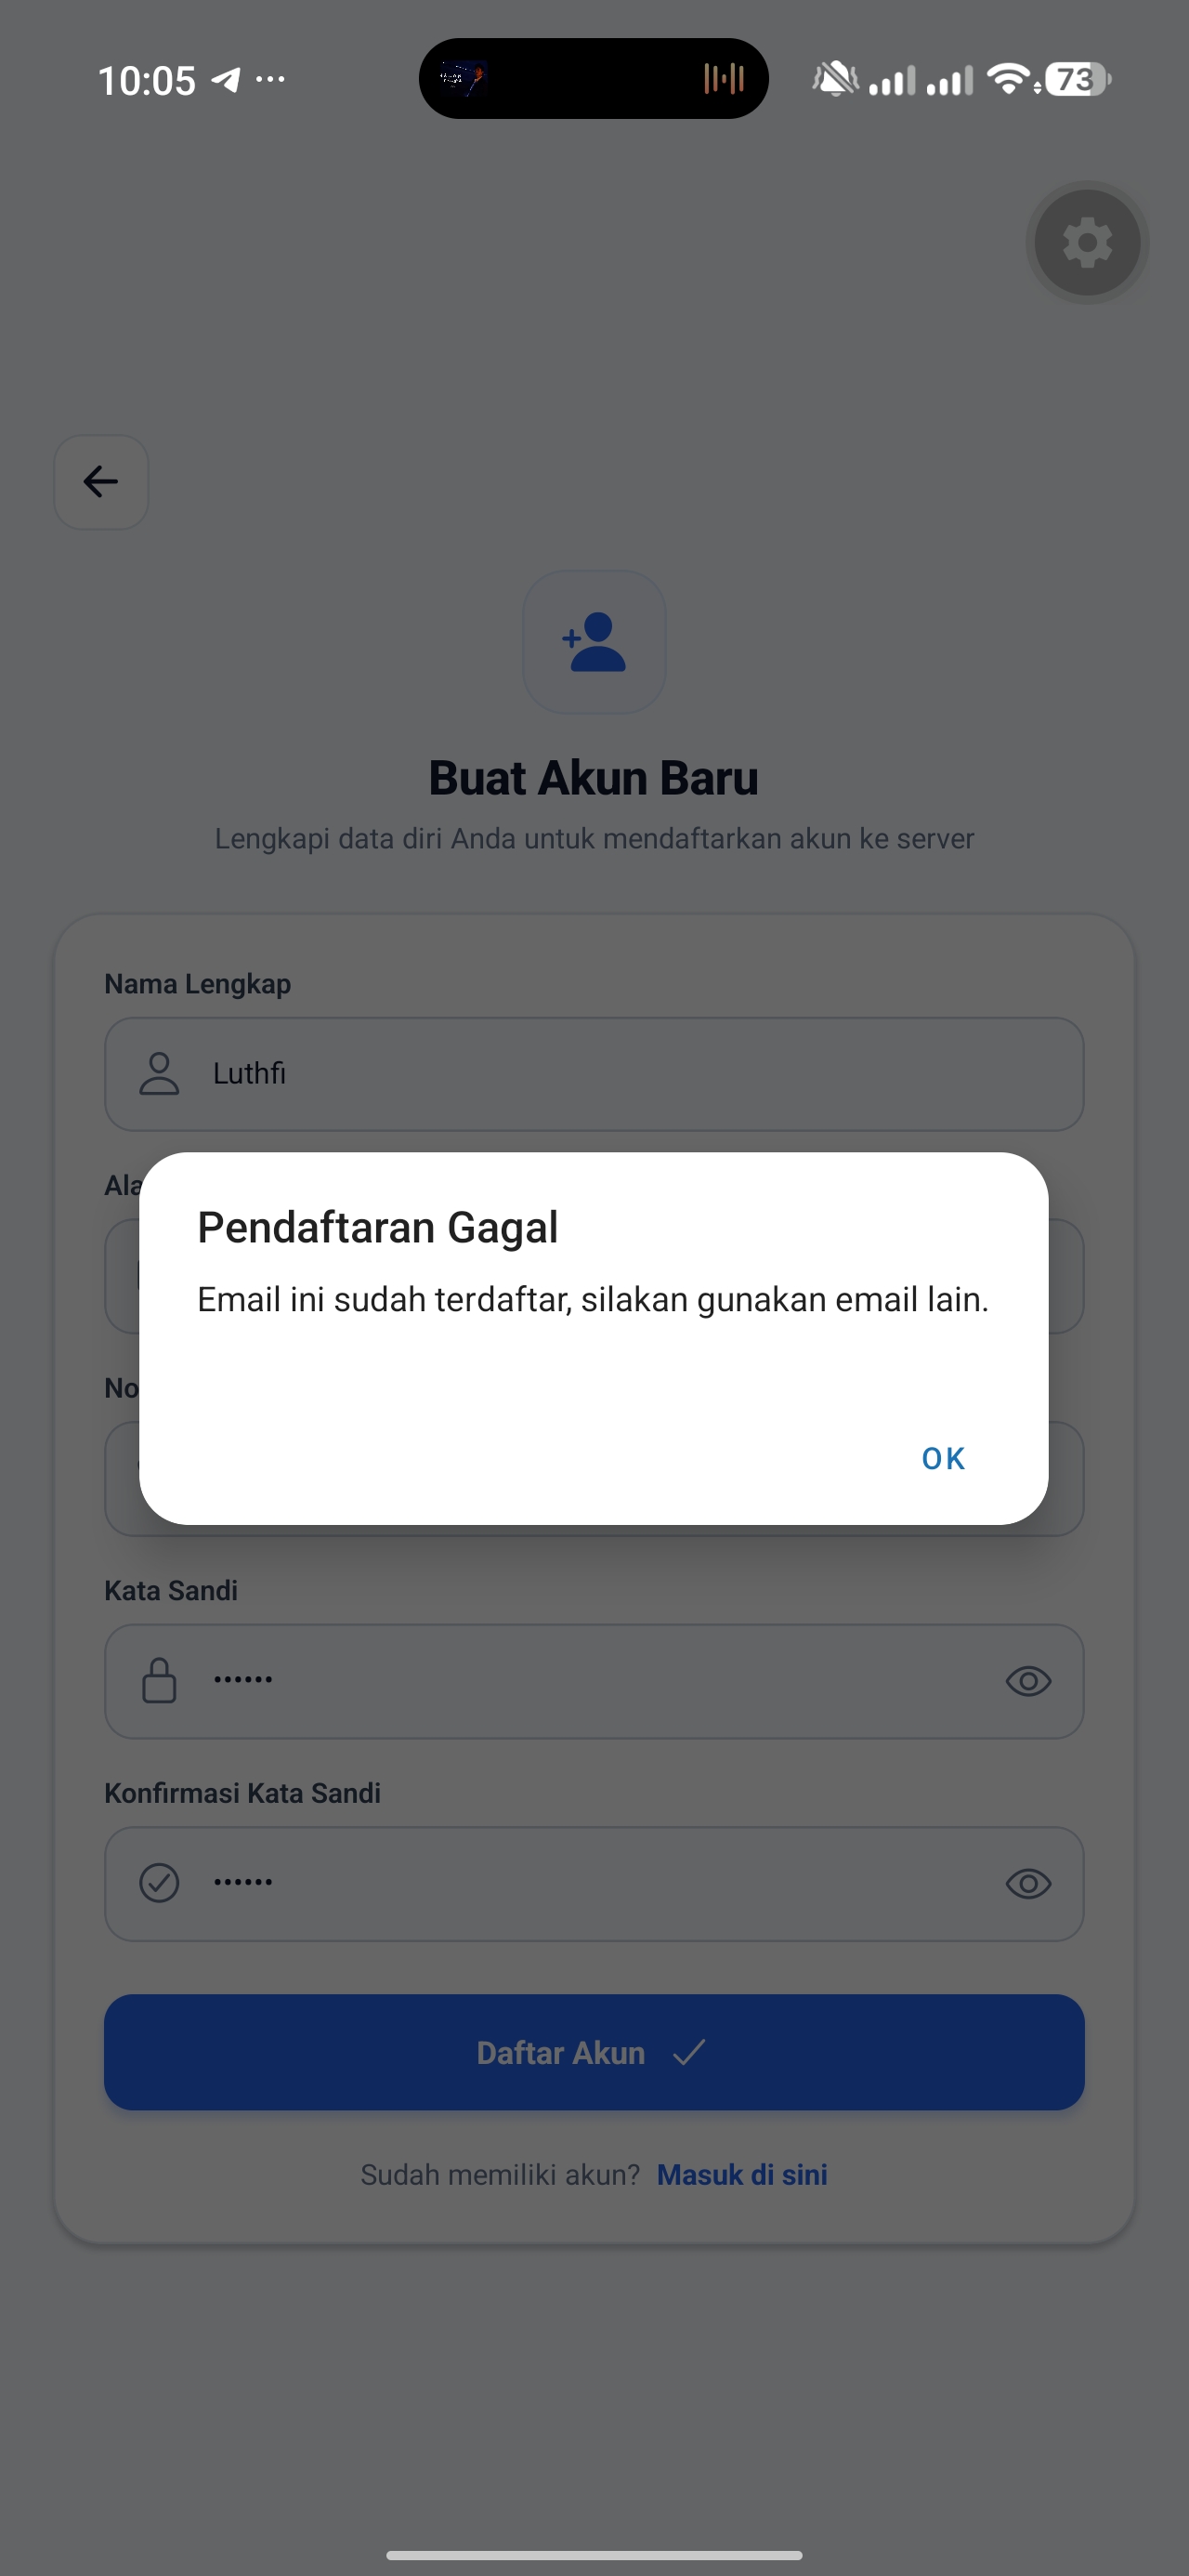 10:05
73
Buat Akun Baru
Lengkapi data diri Anda untuk mendaftarkan akun ke server
Nama Lengkap
Luthfi
Pendaftaran Gagal
Email ini sudah terdaftar, silakan gunakan email lain.
OK
Kata Sandi
Konfirmasi Kata Sandi
Daftar Akun
Sudah memiliki akun? Masuk di sini